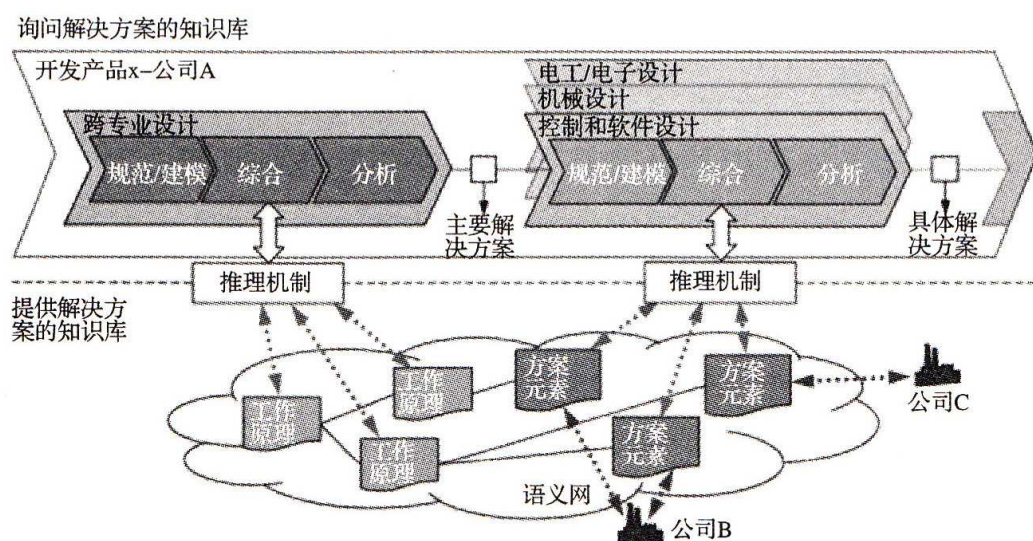 询问解决方案的知识库
开发产品x-公司A
电工/电子设计
机械设计
跨专业设计
控制和软件设计
规范/建模
综合
分析
规范/建模
综合
分析
主要解
决方案
具体解
决方案
推理机制
推理机制
提供解决方
案的知识库
工作
原理
工作
原理
方案
元素
方案
元素
公司C
工作
原理
方案
元素
语义网
公司B